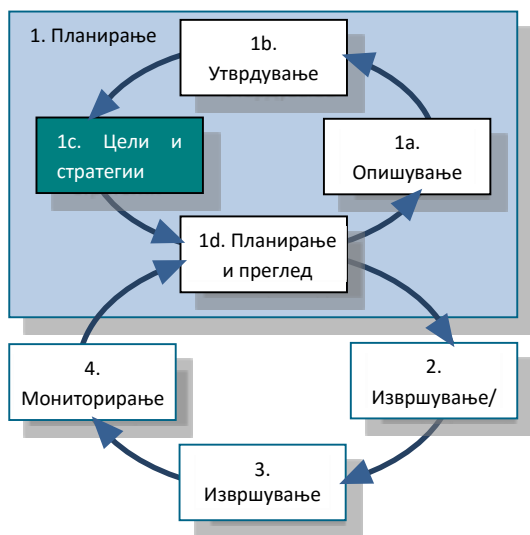 1. Планирање
1b.
Утврдување
1c. Цели и
стратегии
1a.
Опишување
1d. Планирање
и преглед
4.
Мониторирање
2.
Извршување/
3.
Извршување